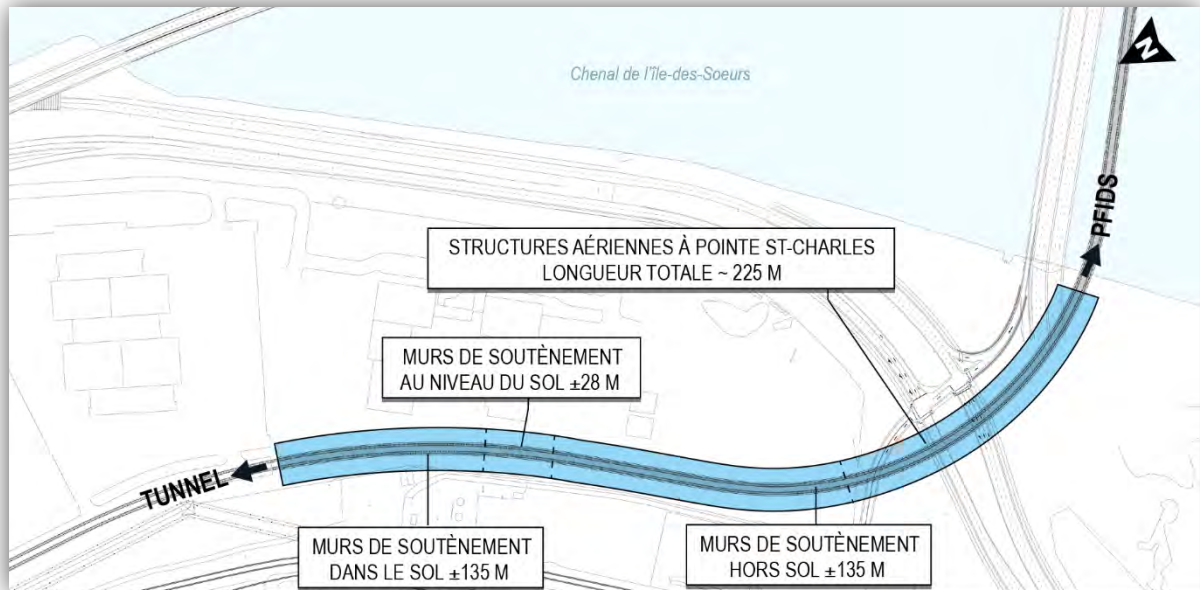 N
Chenal de l'île-des-Soeurs
PFIDS
STRUCTURES AÉRIENNES À POINTE ST-CHARLES
LONGUEUR TOTALE ~ 225 M
MURS DE SOUTÈNEMENT
AU NIVEAU DU SOL ±28 M
TUNNEL
MURS DE SOUTÈNEMENT
DANS LE SOL ±135 M
MURS DE SOUTÈNEMENT
HORS SOL ±135 M